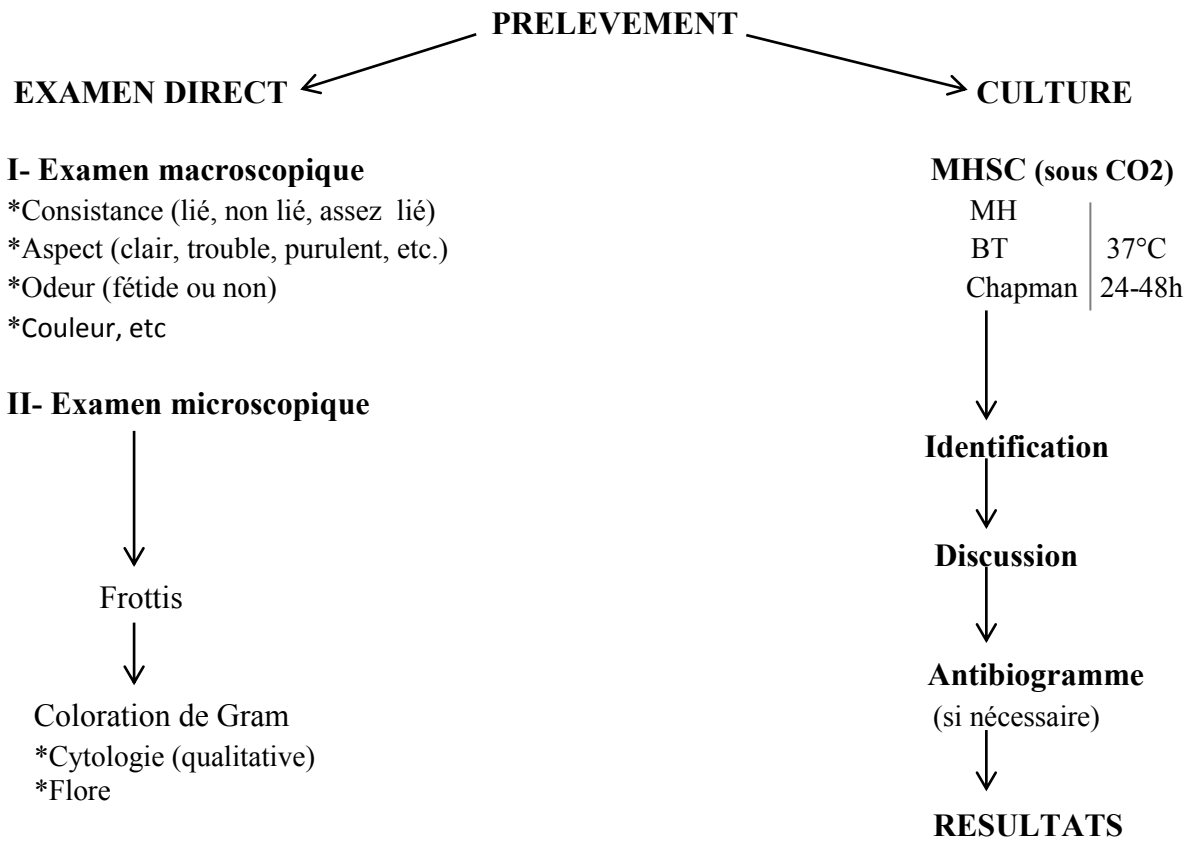 PRELEVEMENT
EXAMEN DIRECT
I- Examen macroscopique
*Consistance (lié, non lié, assez lié)
*Aspect (clair, trouble, purulent, etc.)
*Odeur (fétide ou non)
*Couleur, etc
II- Examen microscopique
Frottis
Coloration de Gram
*Cytologie (qualitative)
*Flore
CULTURE
MHSC (sous CO2)
MH
BT 37°C
Chapman 24-48h
Identification
Discussion
Antibiogramme
(si nécessaire)
RESULTATS